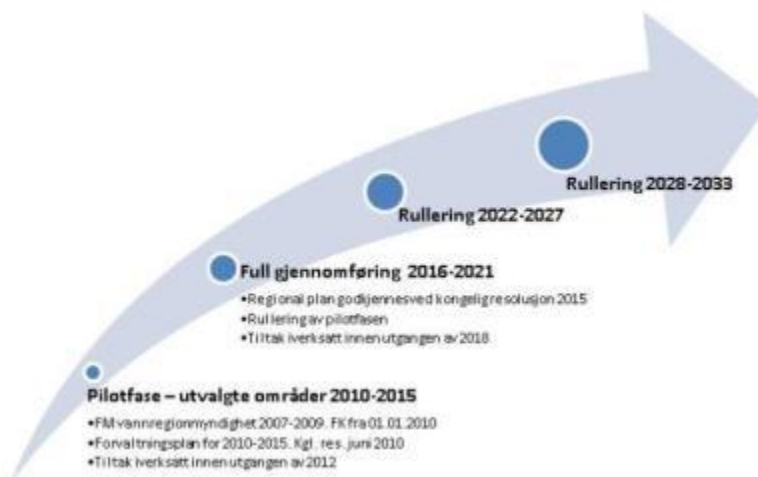 Pilotfase – utvalgte områder 2010-2015
•FM vannregionmyndighet 2007-2009. FK fra 01.01.2010
•Forvaltningsplan for 2010-2015. Kgl. res. juni 2010
•Tiltak iverksatt innen utgangen av 2012
Full gjennomføring 2016-2021
•Regional plan godkjennes ved kongelig resolusjon 2015
•Rullering av pilotfasen
•Tiltak iverksatt innen utgangen av 2018
Rullering 2022-2027
Rullering 2028-2033